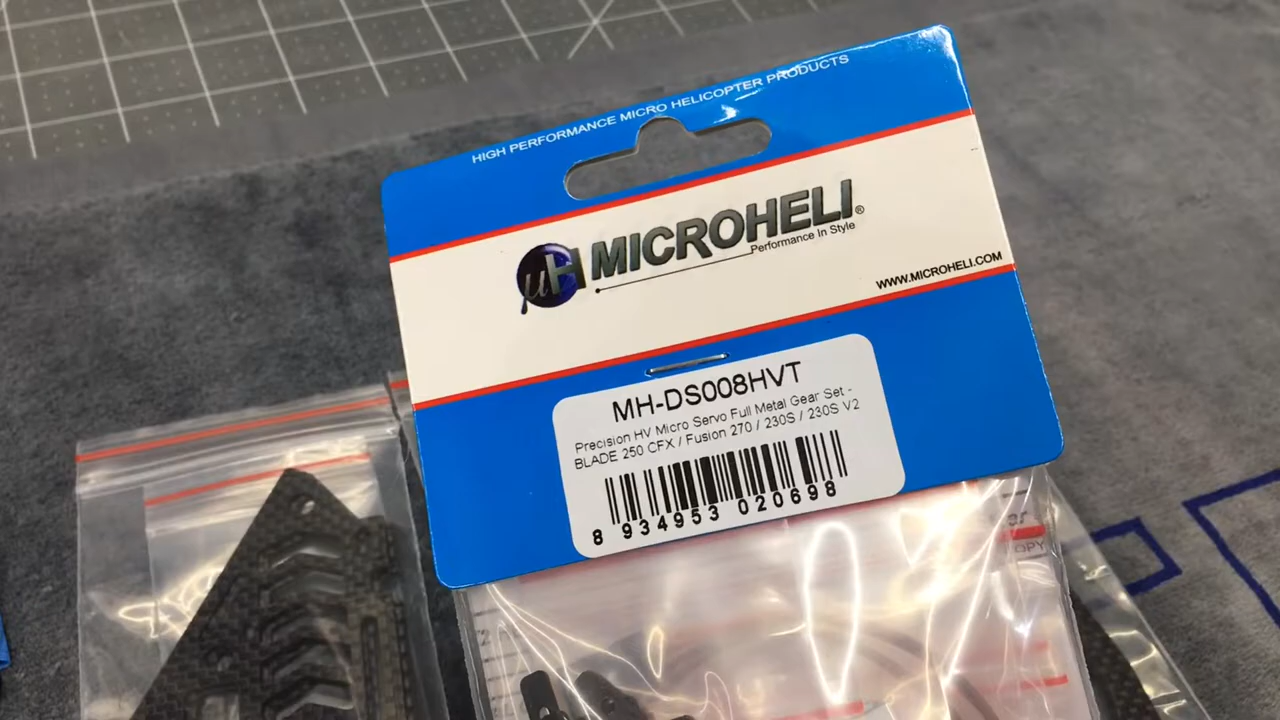 HIGH PERFORMANCE MICRO HELICOPTER PRODUCTS
µH MICROHELI®
Performance In Style
WWW.MICROHELI.COM
MH-DS008HVT
Precision HV Micro Servo Full Metal Gear Set -
BLADE 250 CFX / Fusion 270 / 230S / 230S V2
8 934953 020698